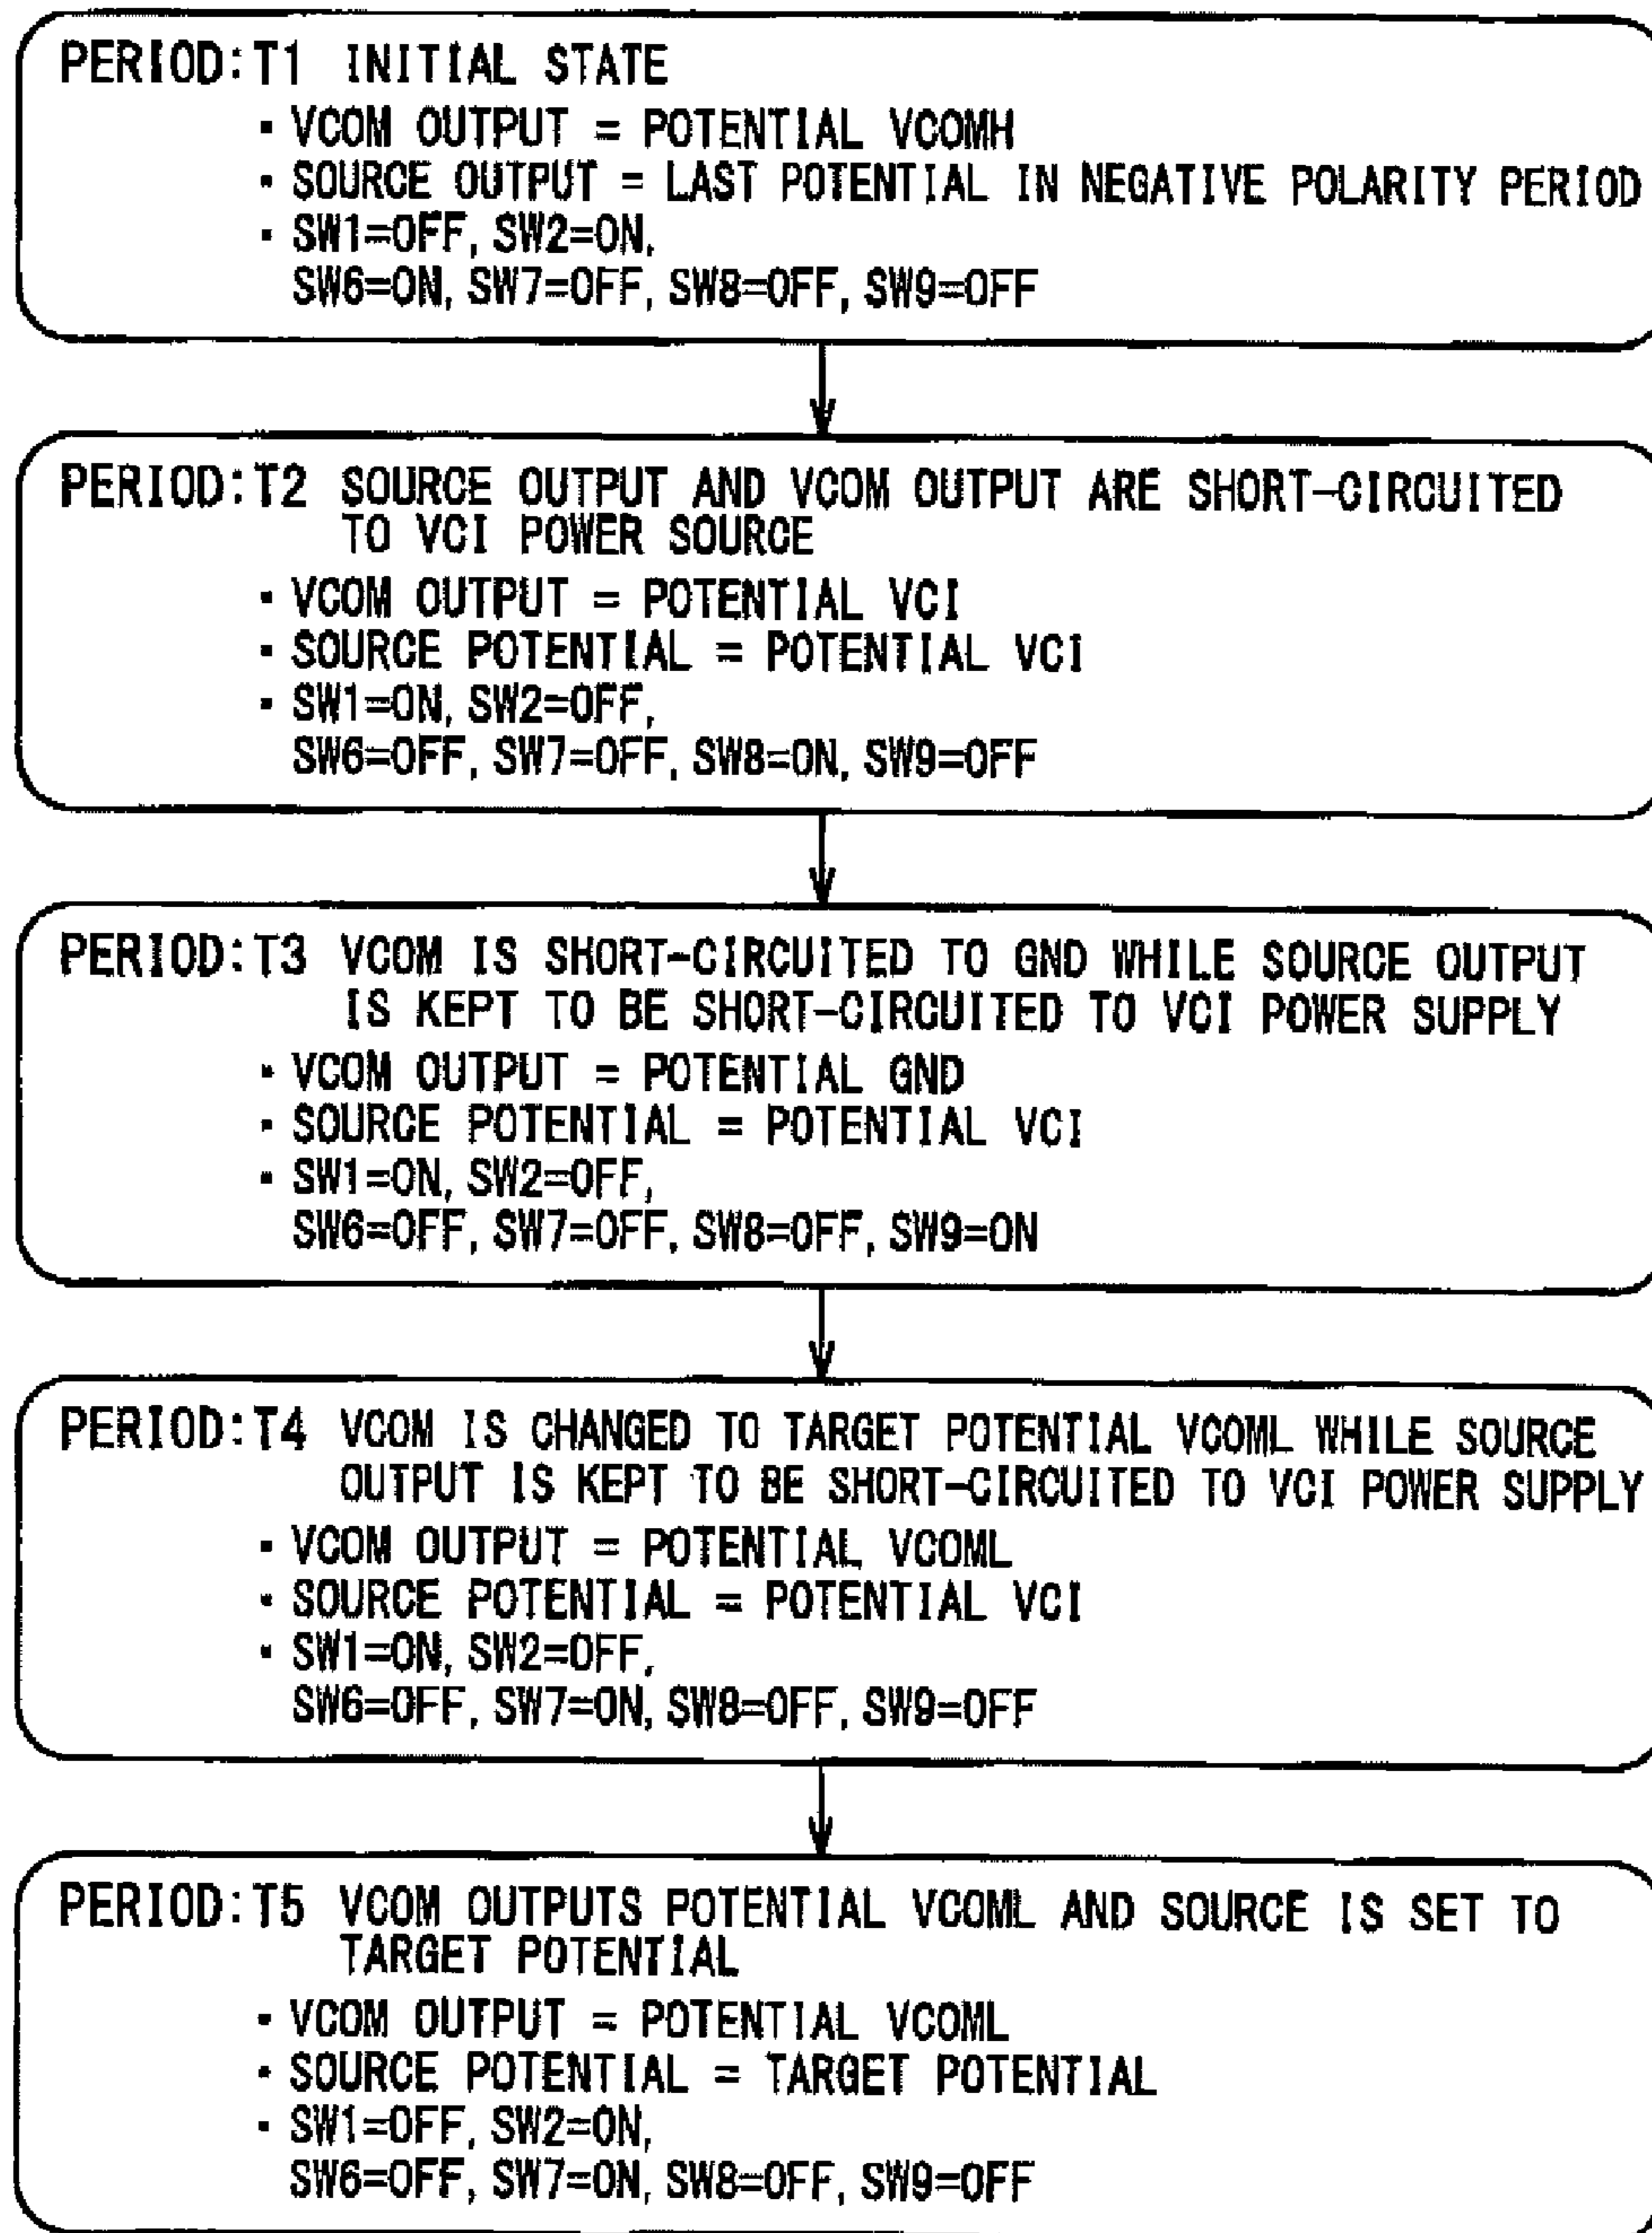 PERIOD:T1 INITIAL STATE
· VCOM OUTPUT = POTENTIAL VCOMH
· SOURCE OUTPUT = LAST POTENTIAL IN NEGATIVE POLARITY PERIOD
· SW1=OFF, SW2=ON,
SW6=ON, SW7=OFF, SW8=OFF, SW9=OFF
PERIOD:T2 SOURCE OUTPUT AND VCOM OUTPUT ARE SHORT-CIRCUITED
TO VCI POWER SOURCE
· VCOM OUTPUT = POTENTIAL VCI
· SOURCE POTENTIAL = POTENTIAL VCI
· SW1=ON, SW2=OFF,
SW6=OFF, SW7=OFF, SW8=ON, SW9=OFF
PERIOD:T3 VCOM IS SHORT-CIRCUITED TO GND WHILE SOURCE OUTPUT
IS KEPT TO BE SHORT-CIRCUITED TO VCI POWER SUPPLY
· VCOM OUTPUT = POTENTIAL GND
· SOURCE POTENTIAL = POTENTIAL VCI
· SW1=ON, SW2=OFF,
SW6=OFF, SW7=OFF, SW8=OFF, SW9=ON
PERIOD:T4 VCOM IS CHANGED TO TARGET POTENTIAL VCOML WHILE SOURCE
OUTPUT IS KEPT TO BE SHORT-CIRCUITED TO VCI POWER SUPPLY
· VCOM OUTPUT = POTENTIAL VCOML
· SOURCE POTENTIAL = POTENTIAL VCI
· SW1=ON, SW2=OFF,
SW6=OFF, SW7=ON, SW8=OFF, SW9=OFF
PERIOD:T5 VCOM OUTPUTS POTENTIAL VCOML AND SOURCE IS SET TO
TARGET POTENTIAL
· VCOM OUTPUT = POTENTIAL VCOML
· SOURCE POTENTIAL = TARGET POTENTIAL
· SW1=OFF, SW2=ON,
SW6=OFF, SW7=ON, SW8=OFF, SW9=OFF